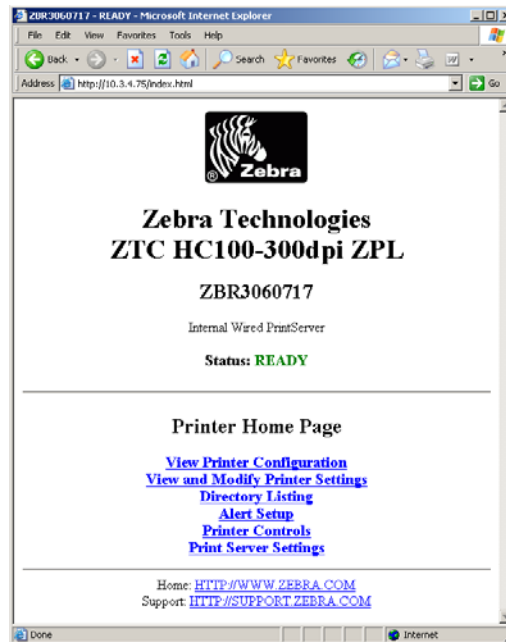 ZBR3060717 - READY - Microsoft Internet Explorer
File Edit View Favorites Tools Help
Back Search Favorites
Address http://10.3.4.75/index.html Go
® Zebra
Zebra Technologies
ZTC HC100-300dpi ZPL
ZBR3060717
Internal Wired PrintServer
Status: READY
Printer Home Page
View Printer Configuration
View and Modify Printer Settings
Directory Listing
Alert Setup
Printer Controls
Print Server Settings
Home: HTTP://WWW.ZEBRA.COM
Support: HTTP://SUPPORT.ZEBRA.COM
Done Internet